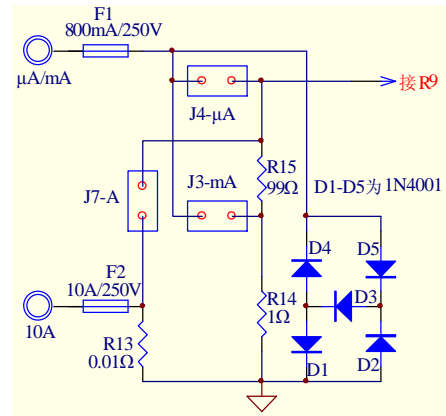 F1
800mA/250V
μA/mA
J4-μA
接R9
R15
99Ω
D1-D5为1N4001
J3-mA
J7-A
D4
D5
F2
10A/250V
D3
R14
1Ω
10A
R13
0.01Ω
D1
D2